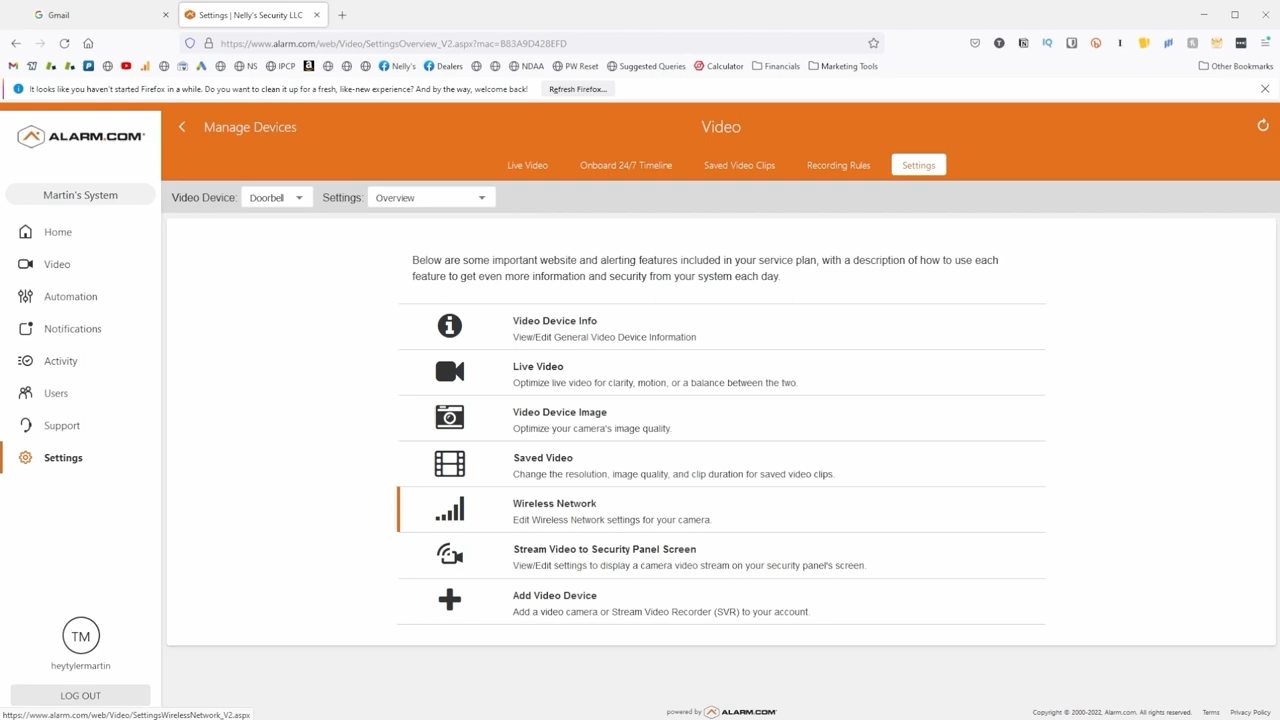 Gmail
Settings | Nelly's Security LLC
https://www.alarm.com/web/Video/SettingsOverview_V2.aspx?mac=B83A9D428EFD
NS
IPCP
Nelly's
Dealers
NDAA
PW Reset
Suggested Queries
Calculator
Financials
Marketing Tools
Other Bookmarks
It looks like you haven't started Firefox in a while. Do you want to clean it up for a fresh, like-new experience? And by the way, welcome back!
Refresh Firefox...
ALARM.COM
Manage Devices
Video
Live Video
Onboard 24/7 Timeline
Saved Video Clips
Recording Rules
Settings
Martin's System
Video Device: Doorbell
Settings: Overview
Home
Video
Automation
Notifications
Activity
Users
Support
Settings
Below are some important website and alerting features included in your service plan, with a description of how to use each
feature to get even more information and security from your system each day.
Video Device Info
View/Edit General Video Device Information
Live Video
Optimize live video for clarity, motion, or a balance between the two.
Video Device Image
Optimize your camera's image quality.
Saved Video
Change the resolution, image quality, and clip duration for saved video clips.
Wireless Network
Edit Wireless Network settings for your camera.
Stream Video to Security Panel Screen
View/Edit settings to display a camera video stream on your security panel's screen.
Add Video Device
Add a video camera or Stream Video Recorder (SVR) to your account.
TM
heytylermartin
LOG OUT
https://www.alarm.com/web/Video/SettingsWirelessNetwork_V2.aspx
powered by ALARM.COM
Copyright © 2000-2022, Alarm.com. All rights reserved.
Terms
Privacy Policy